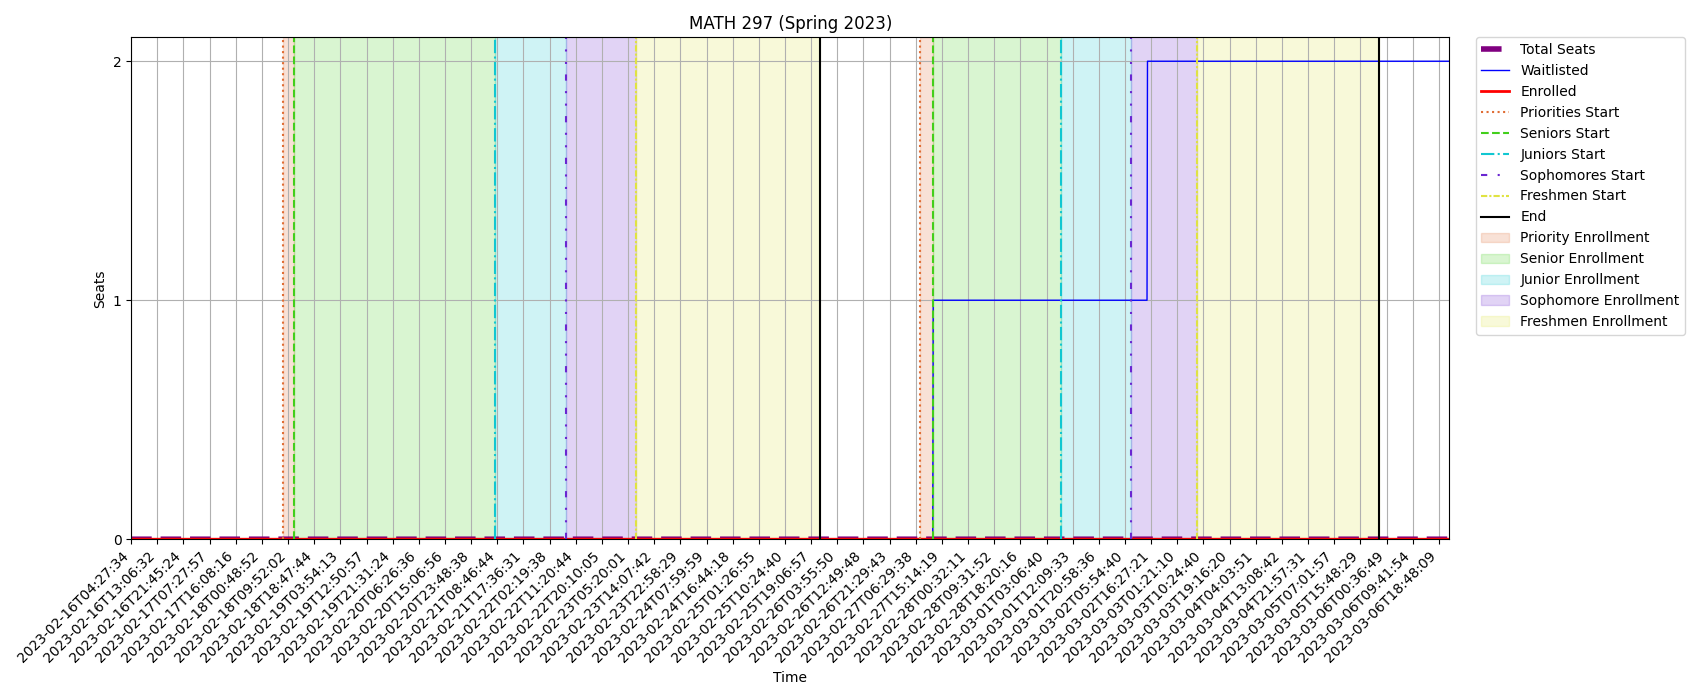 MATH 297 (Spring 2023)
Seats
2
1
0
2023-02-16T04:27:34
2023-02-16T13:06:32
2023-02-16T21:45:24
2023-02-17T07:27:57
2023-02-17T16:08:16
2023-02-18T00:48:52
2023-02-18T09:52:02
2023-02-18T18:47:44
2023-02-19T03:54:13
2023-02-19T12:50:57
2023-02-19T21:31:24
2023-02-20T06:26:36
2023-02-20T15:06:56
2023-02-20T23:48:38
2023-02-21T08:46:44
2023-02-21T17:36:31
2023-02-22T02:19:38
2023-02-22T11:20:44
2023-02-22T20:10:05
2023-02-23T05:20:01
2023-02-23T14:07:42
2023-02-23T22:58:29
2023-02-24T07:59:59
2023-02-24T16:44:18
2023-02-25T01:26:55
2023-02-25T10:24:40
2023-02-25T19:06:57
2023-02-26T03:55:50
2023-02-26T12:49:48
2023-02-26T21:29:43
2023-02-27T06:29:38
2023-02-27T15:14:19
2023-02-28T00:32:11
2023-02-28T09:31:52
2023-02-28T18:20:16
2023-03-01T03:06:40
2023-03-01T12:09:33
2023-03-01T20:58:36
2023-03-02T05:54:40
2023-03-02T16:27:21
2023-03-03T01:21:10
2023-03-03T10:24:40
2023-03-03T19:16:20
2023-03-04T04:03:51
2023-03-04T13:08:42
2023-03-04T21:57:31
2023-03-05T07:01:57
2023-03-05T15:48:29
2023-03-06T00:36:49
2023-03-06T09:41:54
2023-03-06T18:48:09
Time
Total Seats
Waitlisted
Enrolled
Priorities Start
Seniors Start
Juniors Start
Sophomores Start
Freshmen Start
End
Priority Enrollment
Senior Enrollment
Junior Enrollment
Sophomore Enrollment
Freshmen Enrollment